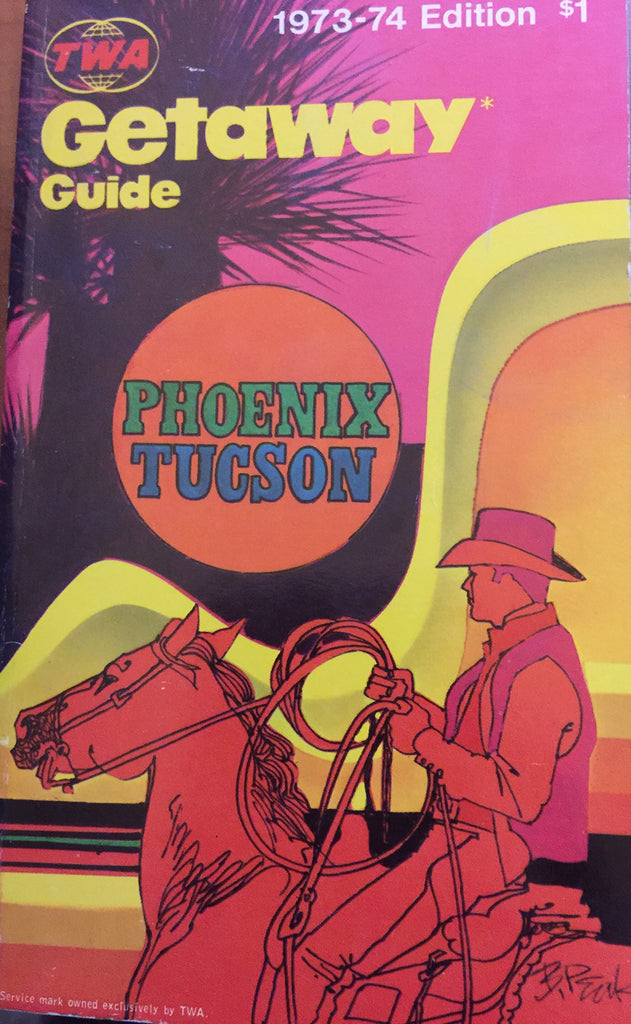 1973-74 Edition $1
TWA
Getaway*
Guide
PHOENIX
TUCSON
B. Peak
Service mark owned exclusively by TWA.